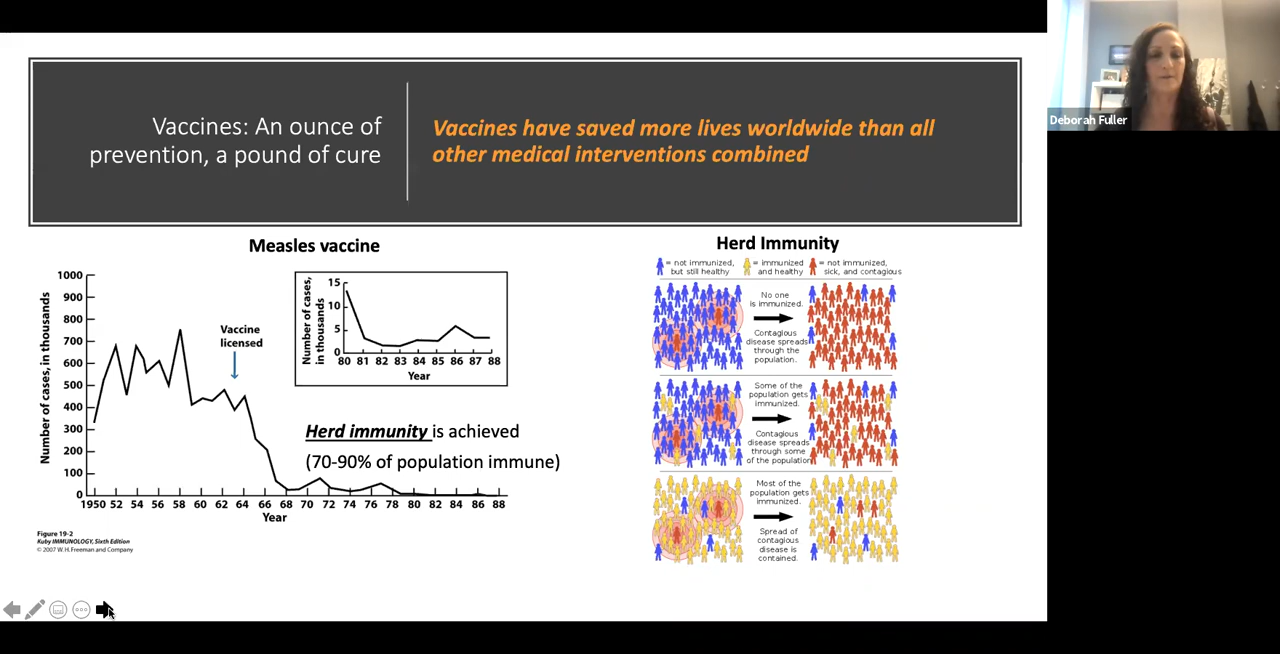 Vaccines: An ounce of
prevention, a pound of cure
Vaccines have saved more lives worldwide than all
other medical interventions combined
Deborah Fuller
Measles vaccine
Number of cases, in thousands
1000
900
800
700
600
500
400
300
200
100
0
1950 52 54 56 58 60 62 64 66 68 70 72 74 76 78 80 82 84 86 88
Year
Vaccine
licensed
Number of cases,
in thousands
15
10
5
0
80 81 82 83 84 85 86 87 88
Year
Herd immunity is achieved
(70-90% of population immune)
Figure 19-2
Kuby IMMUNOLOGY, Sixth Edition
© 2007 W.H. Freeman and Company
Herd Immunity
= not immunized,
but still healthy
= immunized
and healthy
= not immunized,
sick, and contagious
No one
is immunized.
Contagious
disease spreads
through the
population.
Some of the
population gets
immunized.
Contagious
disease spreads
through some
of the population
Most of the
population gets
immunized.
Spread of
contagious
disease is
contained.